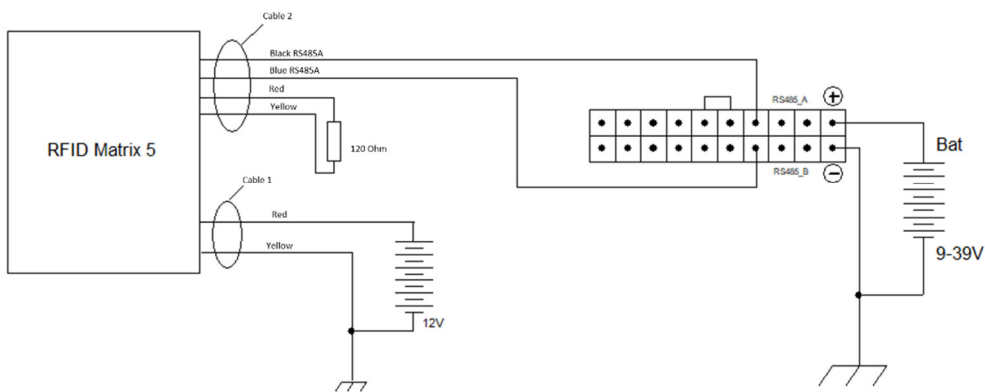 Cable 2
Black RS485A
Blue RS485A
Red
Yellow
120 Ohm
RFID Matrix 5
Cable 1
Red
Yellow
12V
RS485_A
+
RS485_B
−
Bat
9-39V